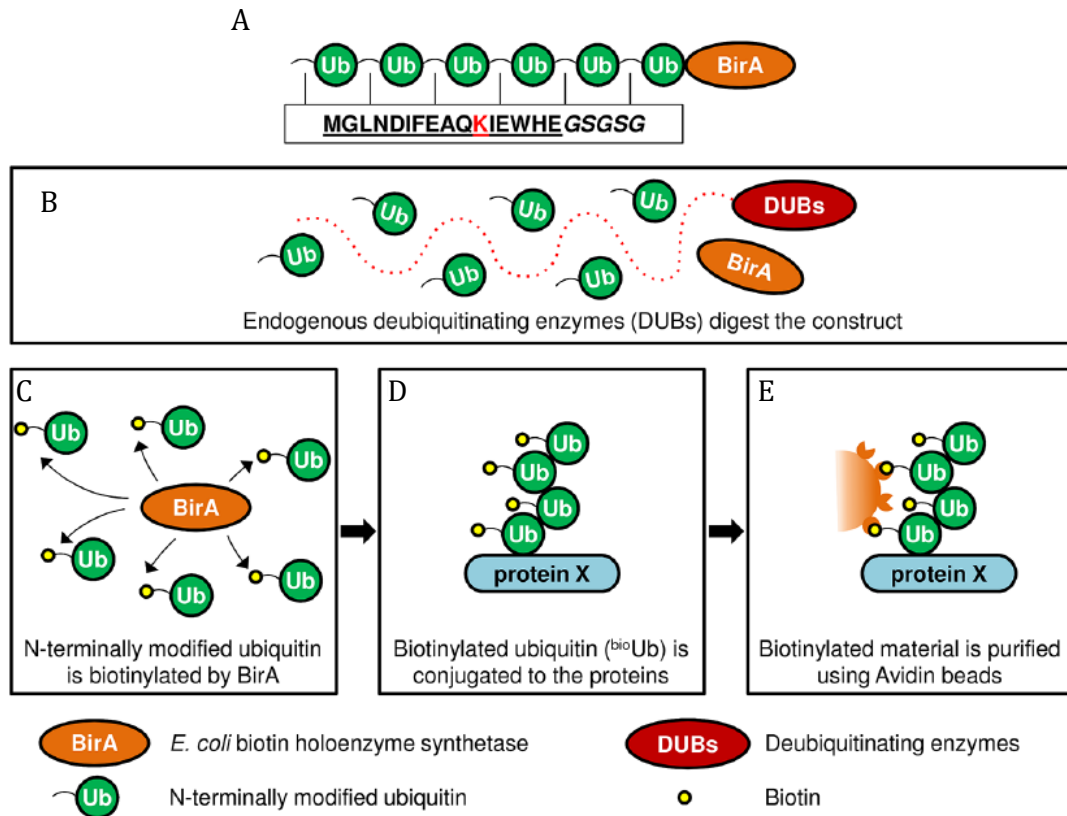 A
Ub Ub Ub Ub Ub Ub BirA
MGLNDIFEAQKIEWHEGSGSG
B
Ub Ub Ub Ub Ub Ub DUBs
BirA
Endogenous deubiquitinating enzymes (DUBs) digest the construct
C
Ub Ub Ub
BirA
Ub Ub Ub
N-terminally modified ubiquitin
is biotinylated by BirA
D
Ub
Ub
Ub
Ub
protein X
Biotinylated ubiquitin (bioUb) is
conjugated to the proteins
E
Ub
Ub
Ub
Ub
protein X
Biotinylated material is purified
using Avidin beads
BirA E. coli biotin holoenzyme synthetase
DUBs Deubiquitinating enzymes
Ub N-terminally modified ubiquitin
Biotin